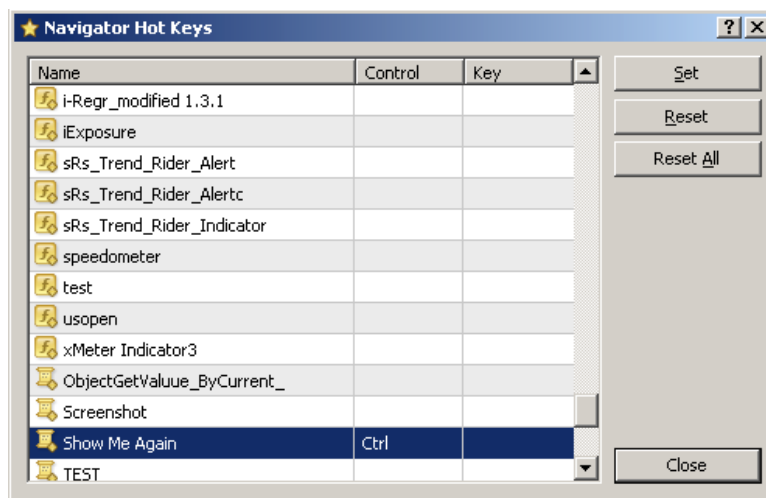 Navigator Hot Keys
Name Control Key
i-Regr_modified 1.3.1
iExposure
sRs_Trend_Rider_Alert
sRs_Trend_Rider_Alertc
sRs_Trend_Rider_Indicator
speedometer
test
usopen
xMeter Indicator3
ObjectGetValuue_ByCurrent_
Screenshot
Show Me Again Ctrl
TEST
Set
Reset
Reset All
Close